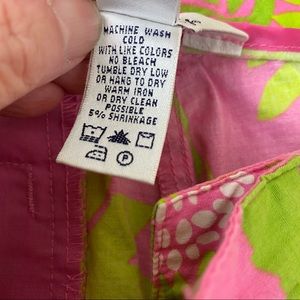 MACHINE WASH
COLD
WITH LIKE COLORS
NO BLEACH
TUMBLE DRY LOW
OR HANG TO DRY
WARM IRON
OR DRY CLEAN
POSSIBLE
5% SHRINKAGE
P